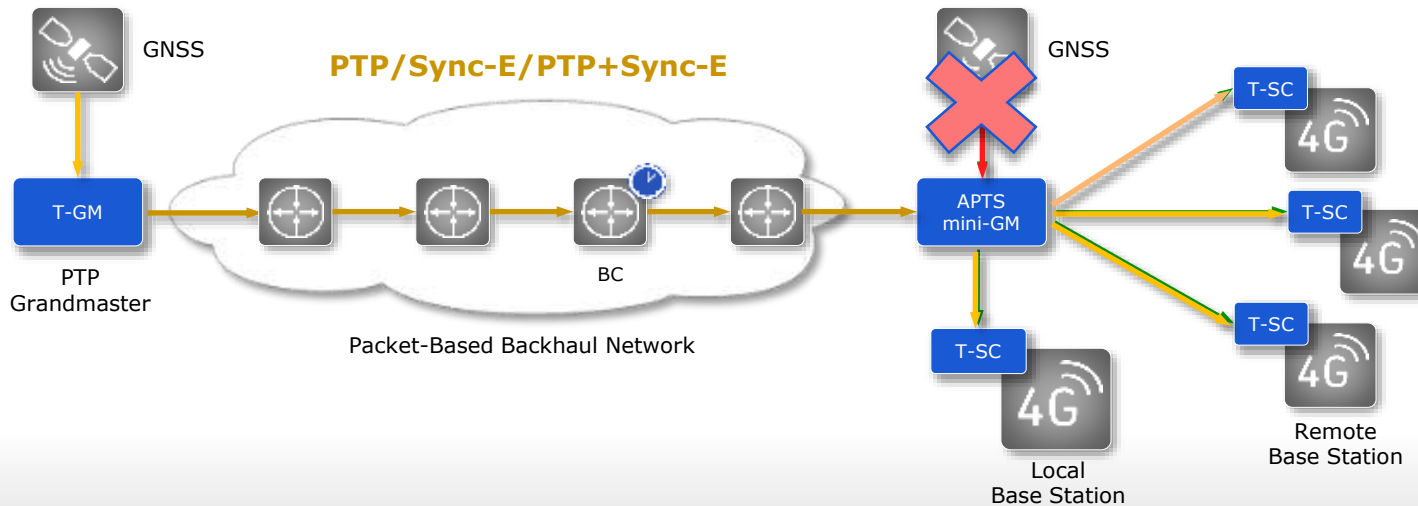 GNSS
PTP/Sync-E/PTP+Sync-E
GNSS
T-SC
4G
T-GM
APTS
mini-GM
T-SC
4G
PTP
Grandmaster
BC
T-SC
4G
Packet-Based Backhaul Network
T-SC
4G
Remote
Base Station
Local
Base Station